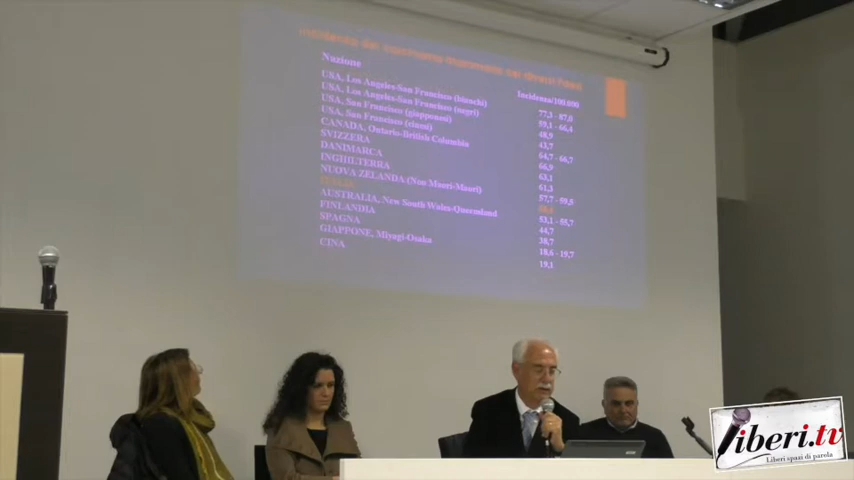 Nazione
Incidenza/100.000
USA, Los Angeles-San Francisco (bianchi)
77,3 - 87,0
USA, Los Angeles-San Francisco (negri)
59,1 - 66,4
USA, San Francisco (giapponesi)
48,9
USA, San Francisco (cinesi)
43,7
CANADA, Ontario-British Columbia
64,7 - 66,7
SVIZZERA
66,9
DANIMARCA
63,1
INGHILTERRA
61,3
NUOVA ZELANDA (Non Maori-Maori)
57,7 - 59,5
ITALIA
AUSTRALIA, New South Wales-Queensland
53,1 - 55,7
FINLANDIA
44,7
SPAGNA
38,7
GIAPPONE, Miyagi-Osaka
18,6 - 19,7
CINA
19,1
liberi.tv
Liberi spazi di parola